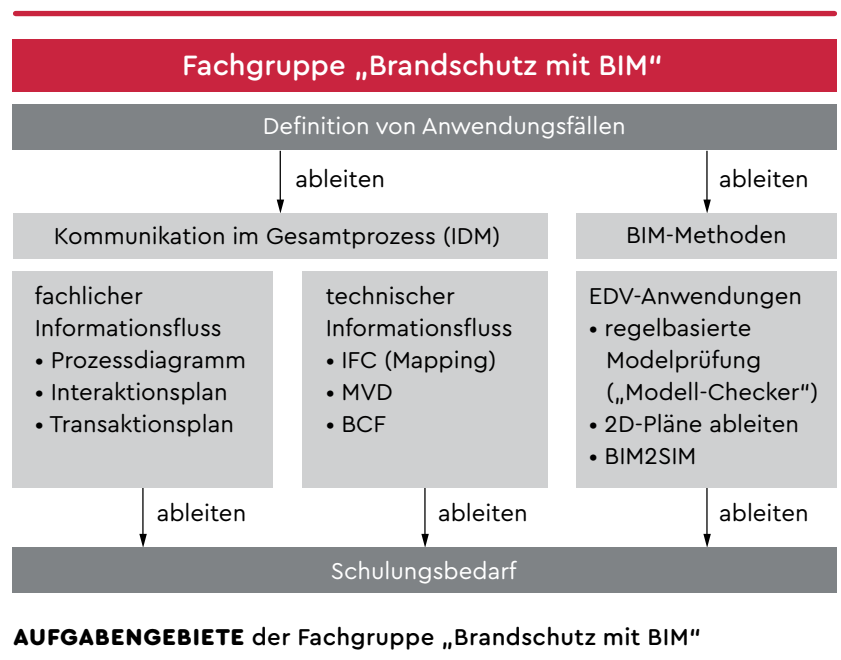 Fachgruppe „Brandschutz mit BIM“
Definition von Anwendungsfällen
ableiten
ableiten
Kommunikation im Gesamtprozess (IDM)
BIM-Methoden
fachlicher
Informationsfluss
• Prozessdiagramm
• Interaktionsplan
• Transaktionsplan
technischer
Informationsfluss
• IFC (Mapping)
• MVD
• BCF
EDV-Anwendungen
• regelbasierte
Modelprüfung
(„Modell-Checker“)
• 2D-Pläne ableiten
• BIM2SIM
ableiten
ableiten
ableiten
Schulungsbedarf
AUFGABENGEBIETE der Fachgruppe „Brandschutz mit BIM“